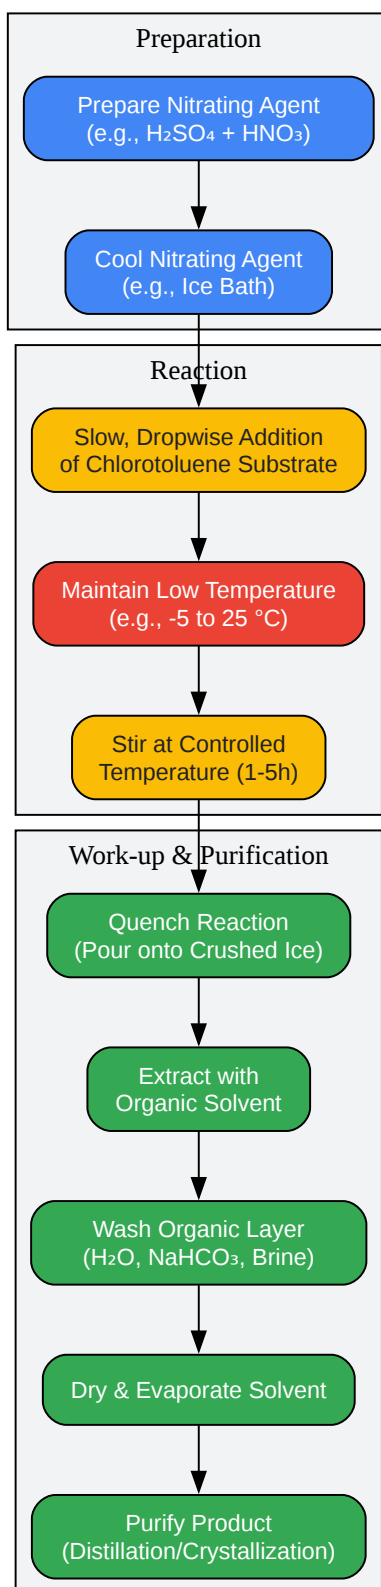 Preparation
Prepare Nitrating Agent
(e.g., H₂SO₄ + HNO₃)
Cool Nitrating Agent
(e.g., Ice Bath)
Reaction
Slow, Dropwise Addition
of Chlorotoluene Substrate
Maintain Low Temperature
(e.g., -5 to 25 °C)
Stir at Controlled
Temperature (1-5h)
Work-up & Purification
Quench Reaction
(Pour onto Crushed Ice)
Extract with
Organic Solvent
Wash Organic Layer
(H₂O, NaHCO₃, Brine)
Dry & Evaporate Solvent
Purify Product
(Distillation/Crystallization)